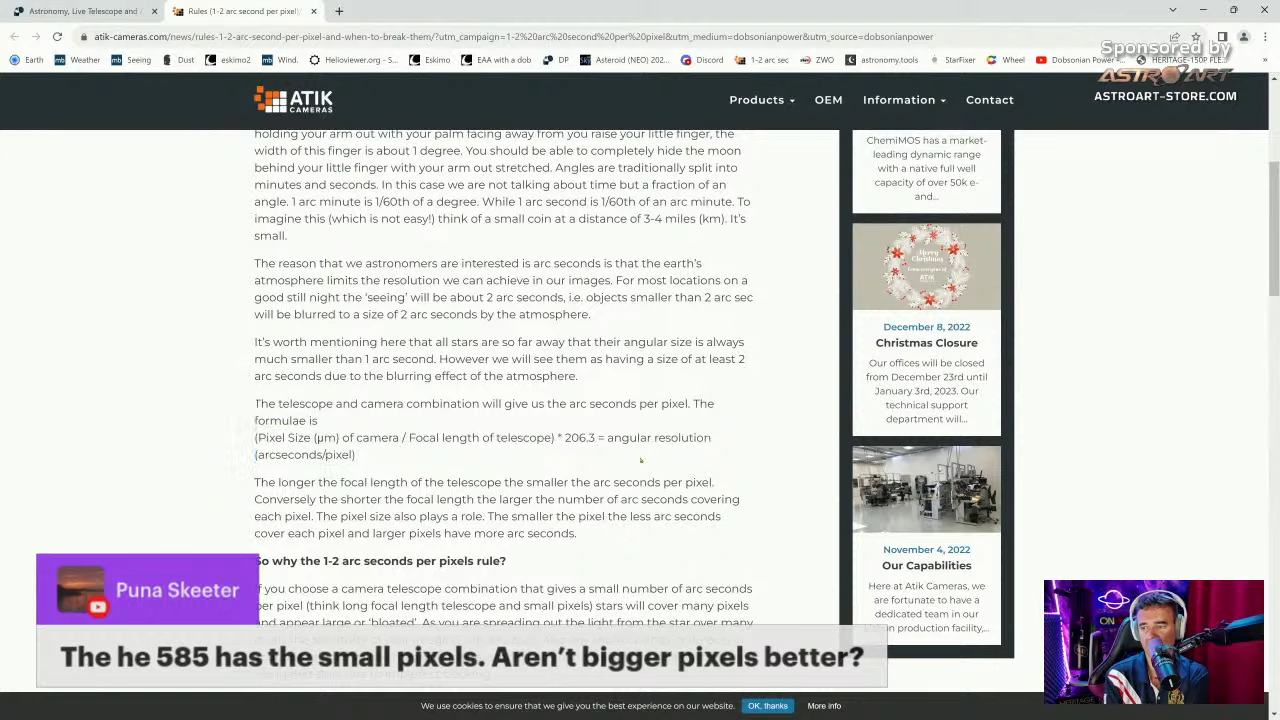 Astronomy, Live Telescope and
Rules (1-2 arc second per pixel)
atik-cameras.com/news/rules-1-2-arc-second-per-pixel-and-when-to-break-them/?utm_campaign=1-2%20arc%20second%20per%20pixel&utm_medium=dobsonianpower&utm_source=dobsonianpower
Earth Weather Seeing Dust eskimo2 Wind. Helioviewer.org - S... Eskimo EAA with a dob DP Asteroid (NEO) 202... Discord 1-2 arc sec ZWO astronomy.tools StarFixer Wheel Dobsonian Power -... HERITAGE-150P FLE...
Sponsored by
ASTROART
ASTROART-STORE.COM
ATIK
CAMERAS
Products OEM Information Contact
holding your arm out with your palm facing away from you raise your little finger, the
width of this finger is about 1 degree. You should be able to completely hide the moon
behind your little finger with your arm out stretched. Angles are traditionally split into
minutes and seconds. In this case we are not talking about time but a fraction of an
angle. 1 arc minute is 1/60th of a degree. While 1 arc second is 1/60th of an arc minute. To
imagine this (which is not easy!) think of a small coin at a distance of 3-4 miles (km). It's
small.
The reason that we astronomers are interested is arc seconds is that the earth's
atmosphere limits the resolution we can achieve in our images. For most locations on a
good still night the 'seeing' will be about 2 arc seconds, i.e. objects smaller than 2 arc sec
will be blurred to a size of 2 arc seconds by the atmosphere.
It's worth mentioning here that all stars are so far away that their angular size is always
much smaller than 1 arc second. However we will see them as having a size of at least 2
arc seconds due to the blurring effect of the atmosphere.
The telescope and camera combination will give us the arc seconds per pixel. The
formulae is
(Pixel Size (µm) of camera / Focal length of telescope) * 206.3 = angular resolution
(arcseconds/pixel)
The longer the focal length of the telescope the smaller the arc seconds per pixel.
Conversely the shorter the focal length the larger the number of arc seconds covering
each pixel. The pixel size also plays a role. The smaller the pixel the less arc seconds
cover each pixel and larger pixels have more arc seconds.
So why the 1-2 arc seconds per pixels rule?
If you choose a camera telescope combination that gives a small number of arc seconds
per pixel (think long focal length telescope and small pixels) stars will cover many pixels
and appear large or 'bloated'. As you are spreading out the light from the star over many
ChemiMOS has a market-
leading dynamic range
with a native full well
capacity of over 50k e-
and...
Merry
Christmas
From everyone at
ATIK
December 8, 2022
Christmas Closure
Our offices will be closed
from December 23rd until
January 3rd, 2023. Our
technical support
department will...
November 4, 2022
Our Capabilities
Here at Atik Cameras, we
are fortunate to have a
dedicated team in our
production facility,...
Puna Skeeter
The he 585 has the small pixels. Aren't bigger pixels better?
ON
HERITAGE
We use cookies to ensure that we give you the best experience on our website. OK, thanks More info